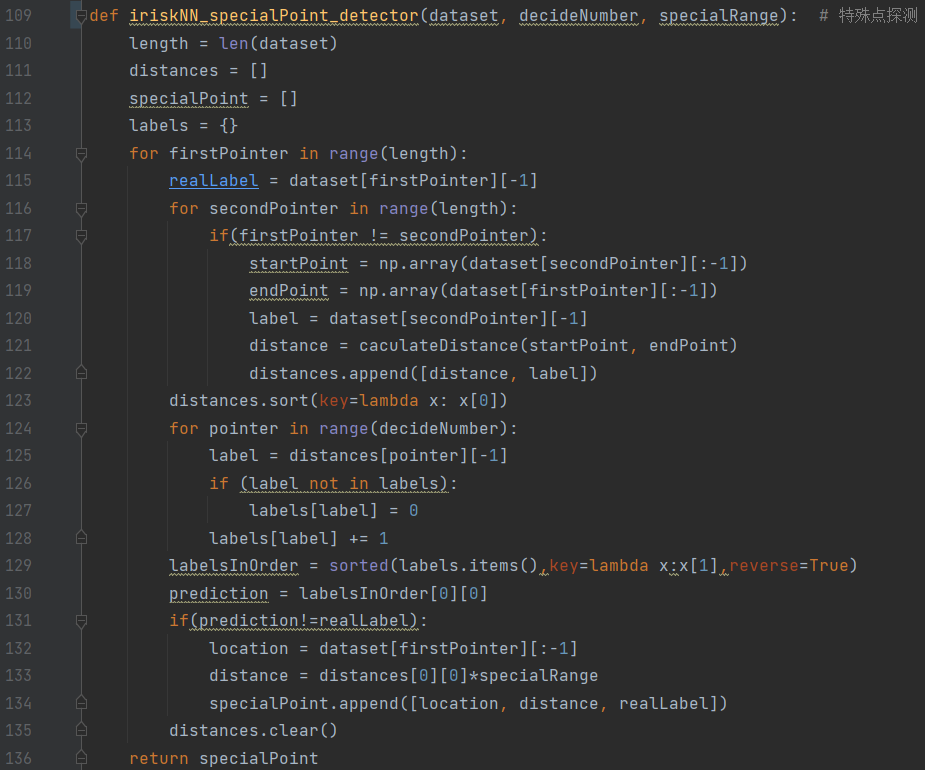 109 def iriskNN_specialPoint_detector(dataset, decideNumber, specialRange):  # 特殊点探测
110     length = len(dataset)
111     distances = []
112     specialPoint = []
113     labels = {}
114     for firstPointer in range(length):
115         realLabel = dataset[firstPointer][-1]
116         for secondPointer in range(length):
117             if(firstPointer != secondPointer):
118                 startPoint = np.array(dataset[secondPointer][:-1])
119                 endPoint = np.array(dataset[firstPointer][:-1])
120                 label = dataset[secondPointer][-1]
121                 distance = caculateDistance(startPoint, endPoint)
122                 distances.append([distance, label])
123         distances.sort(key=lambda x: x[0])
124         for pointer in range(decideNumber):
125             label = distances[pointer][-1]
126             if (label not in labels):
127                 labels[label] = 0
128             labels[label] += 1
129         labelsInOrder = sorted(labels.items(),key=lambda x:x[1],reverse=True)
130         prediction = labelsInOrder[0][0]
131         if(prediction!=realLabel):
132             location = dataset[firstPointer][:-1]
133             distance = distances[0][0]*specialRange
134             specialPoint.append([location, distance, realLabel])
135         distances.clear()
136     return specialPoint